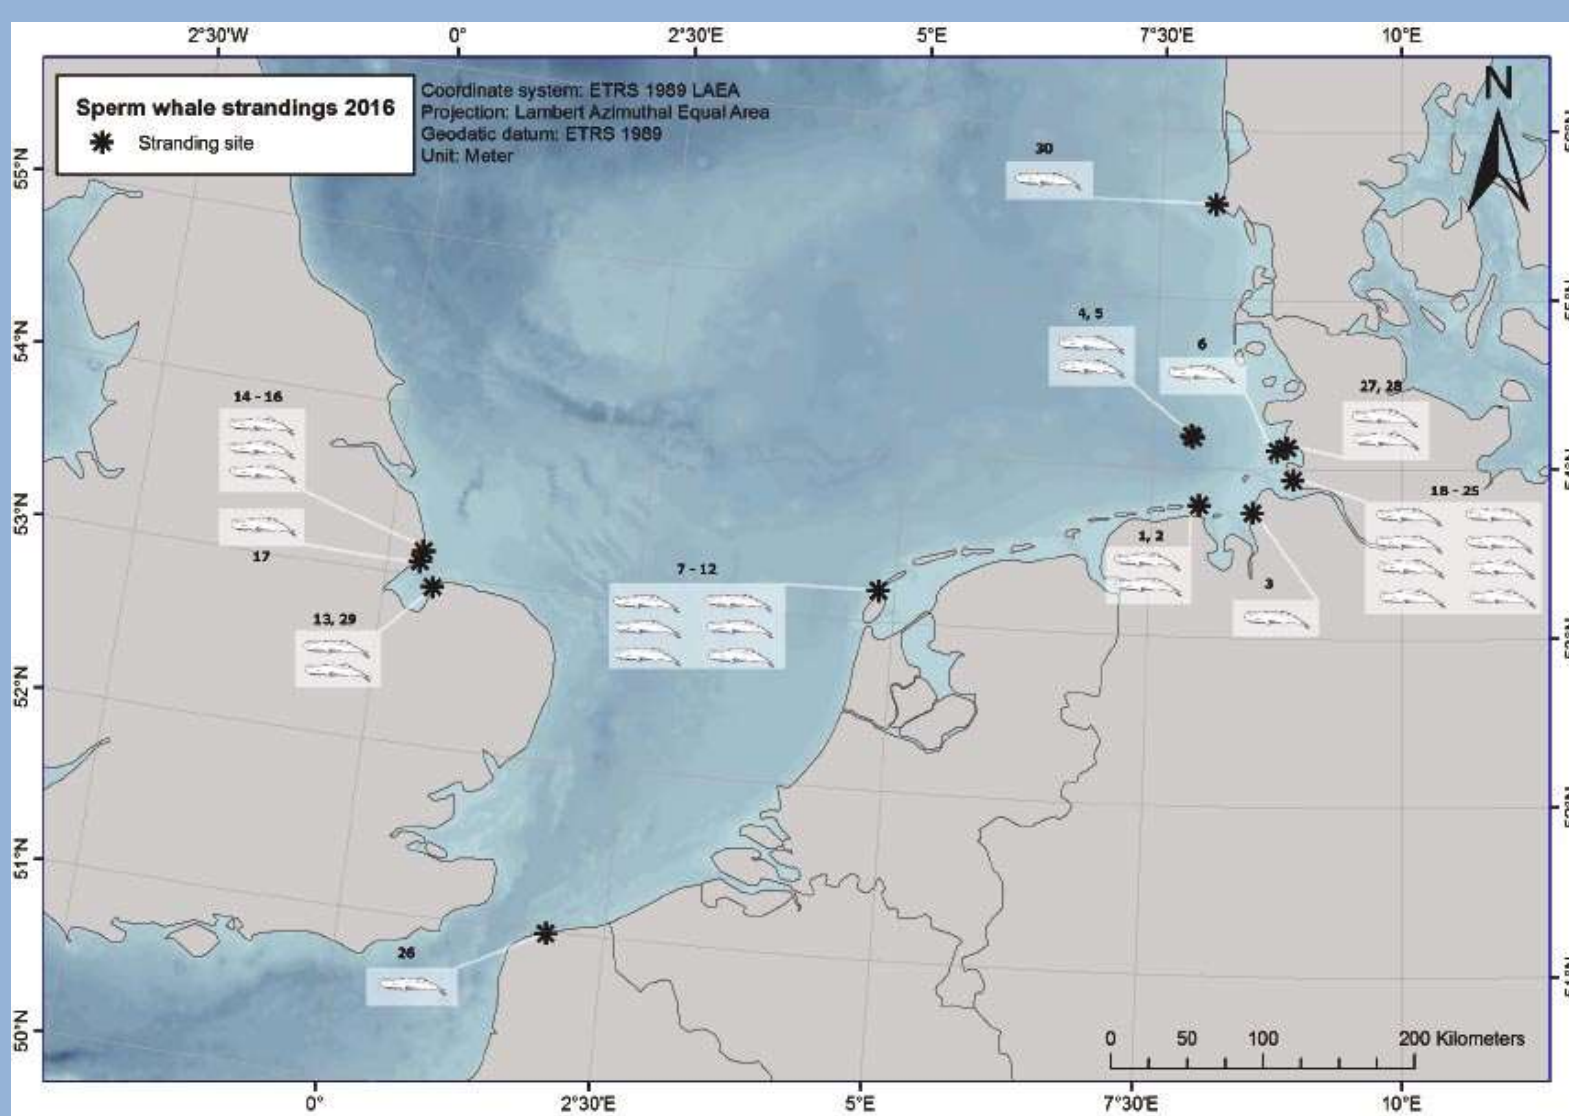 2°30'W 0° 2°30'E 5°E 7°30'E 10°E
Sperm whale strandings 2016
Stranding site
Coordinate system: ETRS 1989 LAEA
Projection: Lambert Azimuthal Equal Area
Geodatic datum: ETRS 1989
Unit: Meter
N
55°N
54°N
53°N
52°N
51°N
50°N
30
4, 5
6
27, 28
14 - 16
18 - 25
17
1, 2
7 - 12
3
13, 29
26
0 50 100 200 Kilometers
0° 2°30'E 5°E 7°30'E 10°E